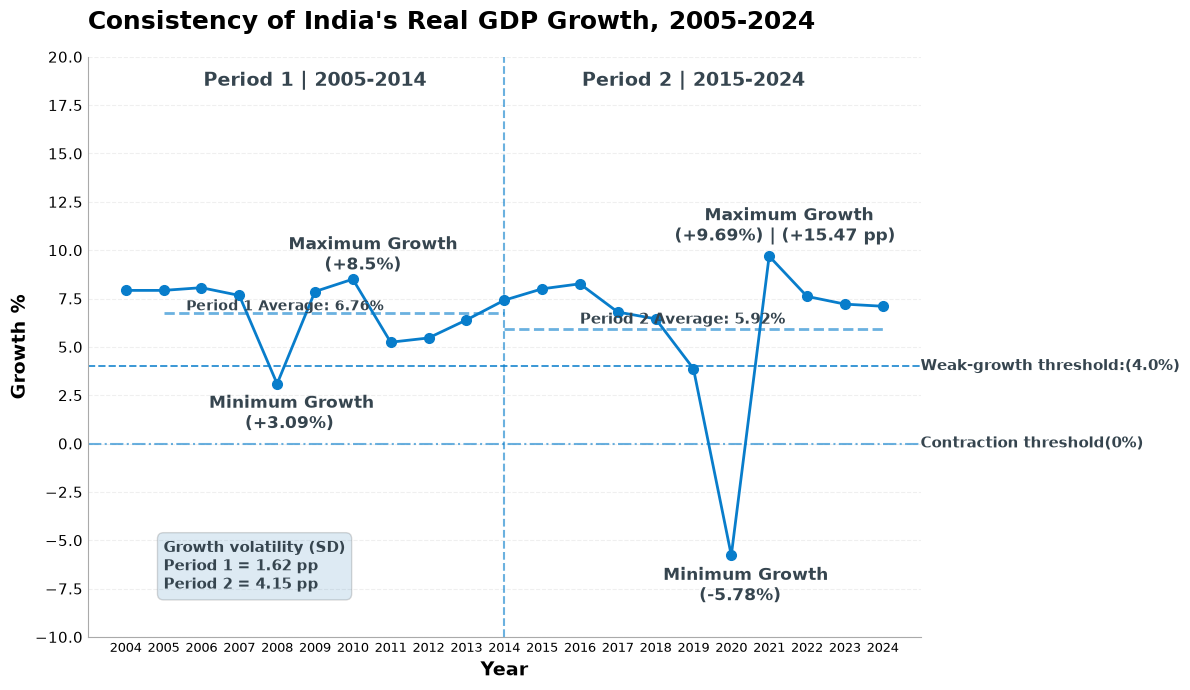 Consistency of India's Real GDP Growth, 2005-2024
Period 1 | 2005-2014
Period 2 | 2015-2024
Growth %
20.0
17.5
15.0
12.5
10.0
7.5
5.0
2.5
0.0
−2.5
−5.0
−7.5
−10.0
Maximum Growth
(+8.5%)
Maximum Growth
(+9.69%) | (+15.47 pp)
Period 1 Average: 6.76%
Period 2 Average: 5.92%
Weak-growth threshold:(4.0%)
Minimum Growth
(+3.09%)
Contraction threshold(0%)
Growth volatility (SD)
Period 1 = 1.62 pp
Period 2 = 4.15 pp
Minimum Growth
(-5.78%)
2004 2005 2006 2007 2008 2009 2010 2011 2012 2013 2014 2015 2016 2017 2018 2019 2020 2021 2022 2023 2024
Year